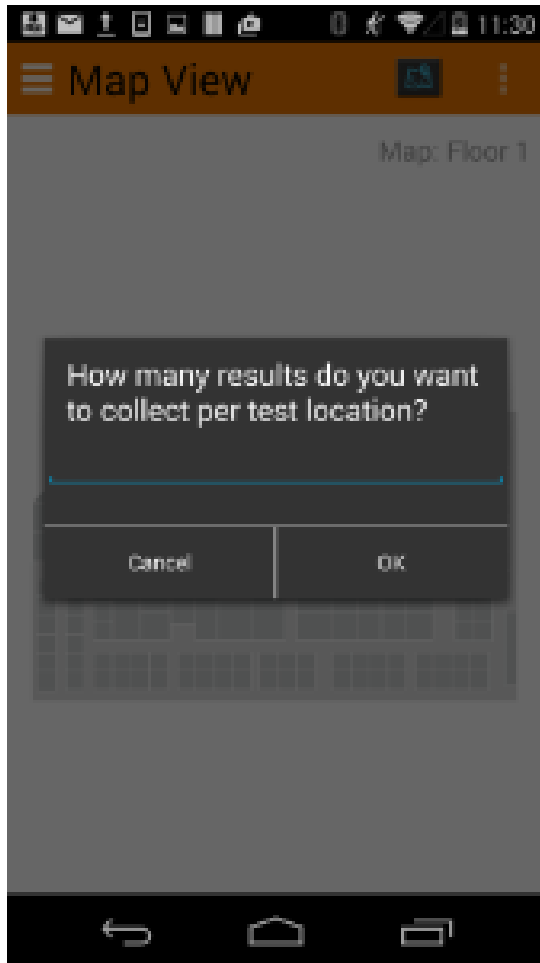 11:30
Map View
Map: Floor 1
How many results do you want
to collect per test location?
Cancel
OK